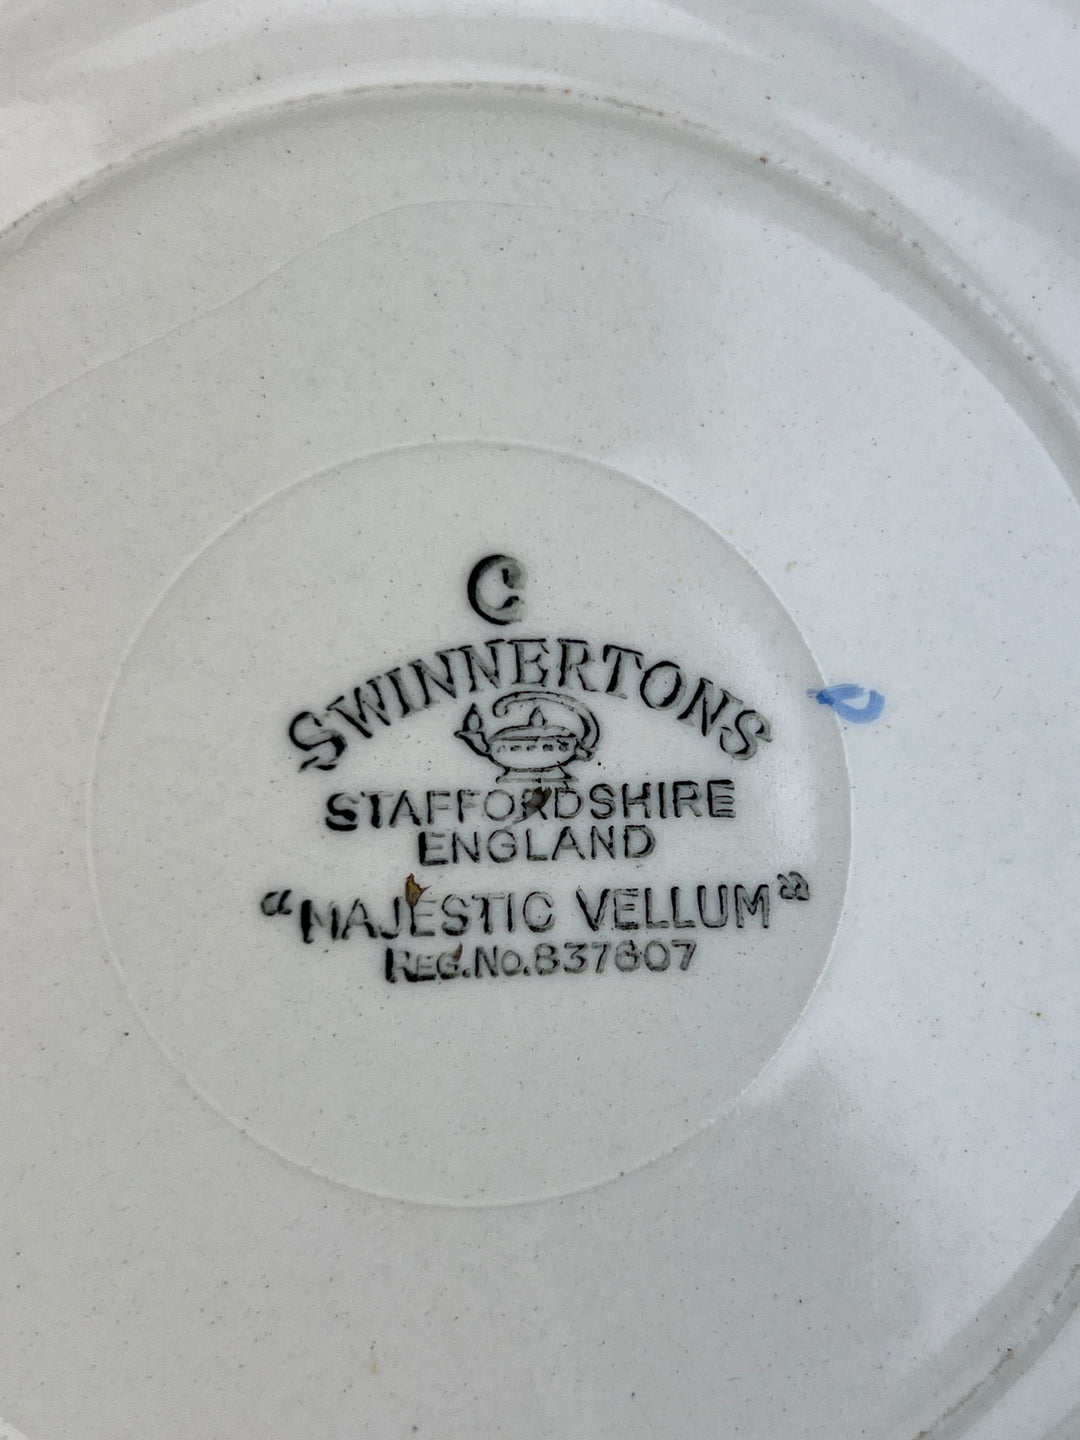 C
SWINNERTONS
STAFFORDSHIRE
ENGLAND
“MAJESTIC VELLUM”
REG.NO.837607